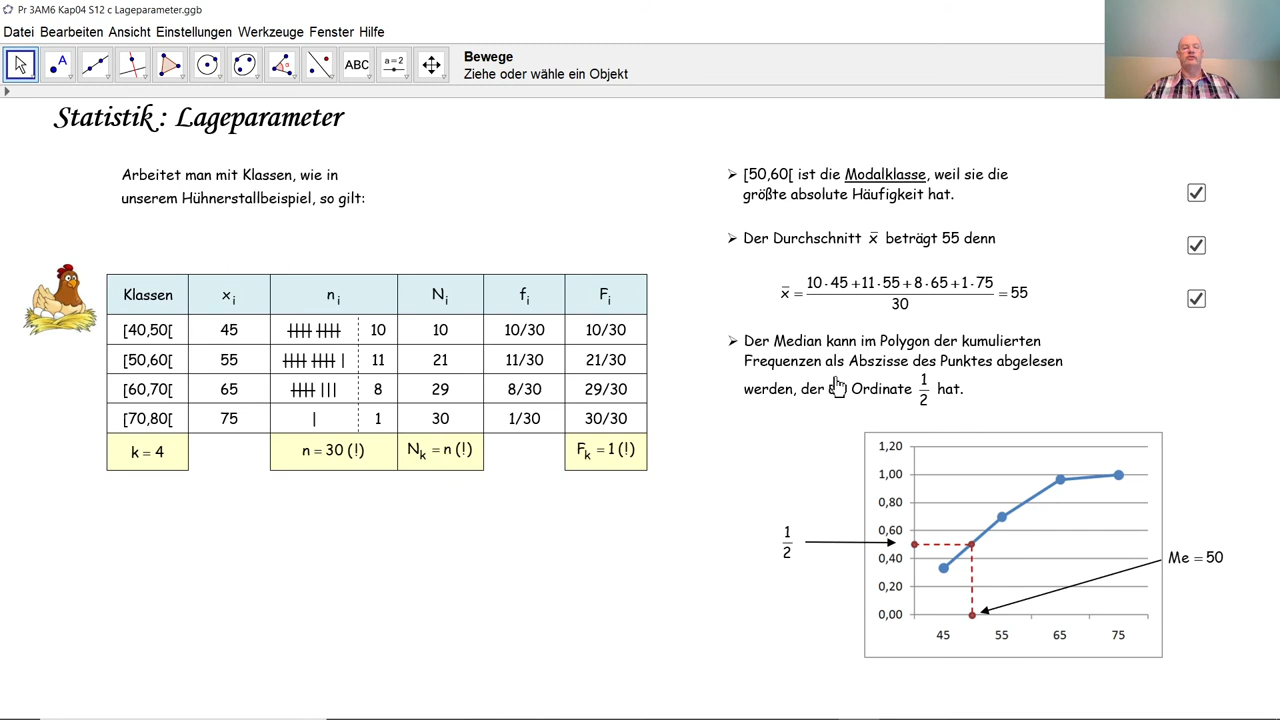 Pr 3AM6 Kap04 S12 c Lageparameter.ggb
Datei Bearbeiten Ansicht Einstellungen Werkzeuge Fenster Hilfe
A
ABC
a=2
Bewege
Ziehe oder wähle ein Objekt
Statistik : Lageparameter
Arbeitet man mit Klassen, wie in
unserem Hühnerstallbeispiel, so gilt:
Klassen xᵢ nᵢ Nᵢ fᵢ Fᵢ
[40,50[ 45 10 10 10/30 10/30
[50,60[ 55 11 21 11/30 21/30
[60,70[ 65 8 29 8/30 29/30
[70,80[ 75 1 30 1/30 30/30
k = 4 n = 30 (!) Nₖ = n (!) Fₖ = 1 (!)
➢ [50,60[ ist die Modalklasse, weil sie die
größte absolute Häufigkeit hat.
➢ Der Durchschnitt x̄ beträgt 55 denn
x̄ = (10·45+11·55+8·65+1·75)/30 = 55
➢ Der Median kann im Polygon der kumulierten
Frequenzen als Abszisse des Punktes abgelesen
werden, der Ordinate 1/2 hat.
1,20
1,00
0,80
0,60
0,40
0,20
0,00
45 55 65 75
1/2
Me = 50